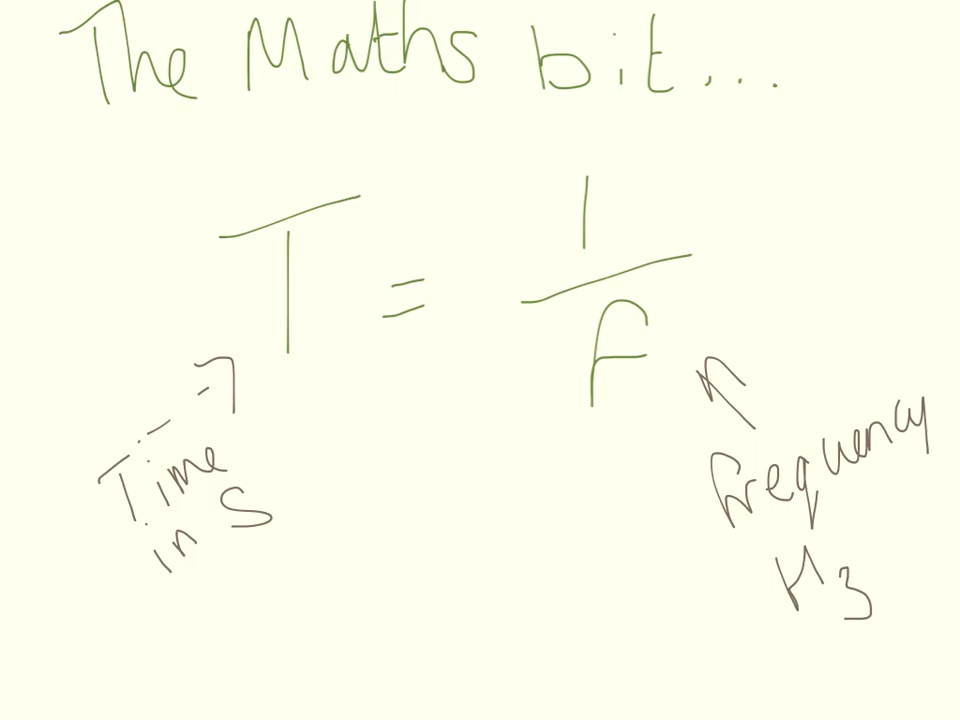 The Maths bit...
T = 1/f
Time
in S
frequency
Hz